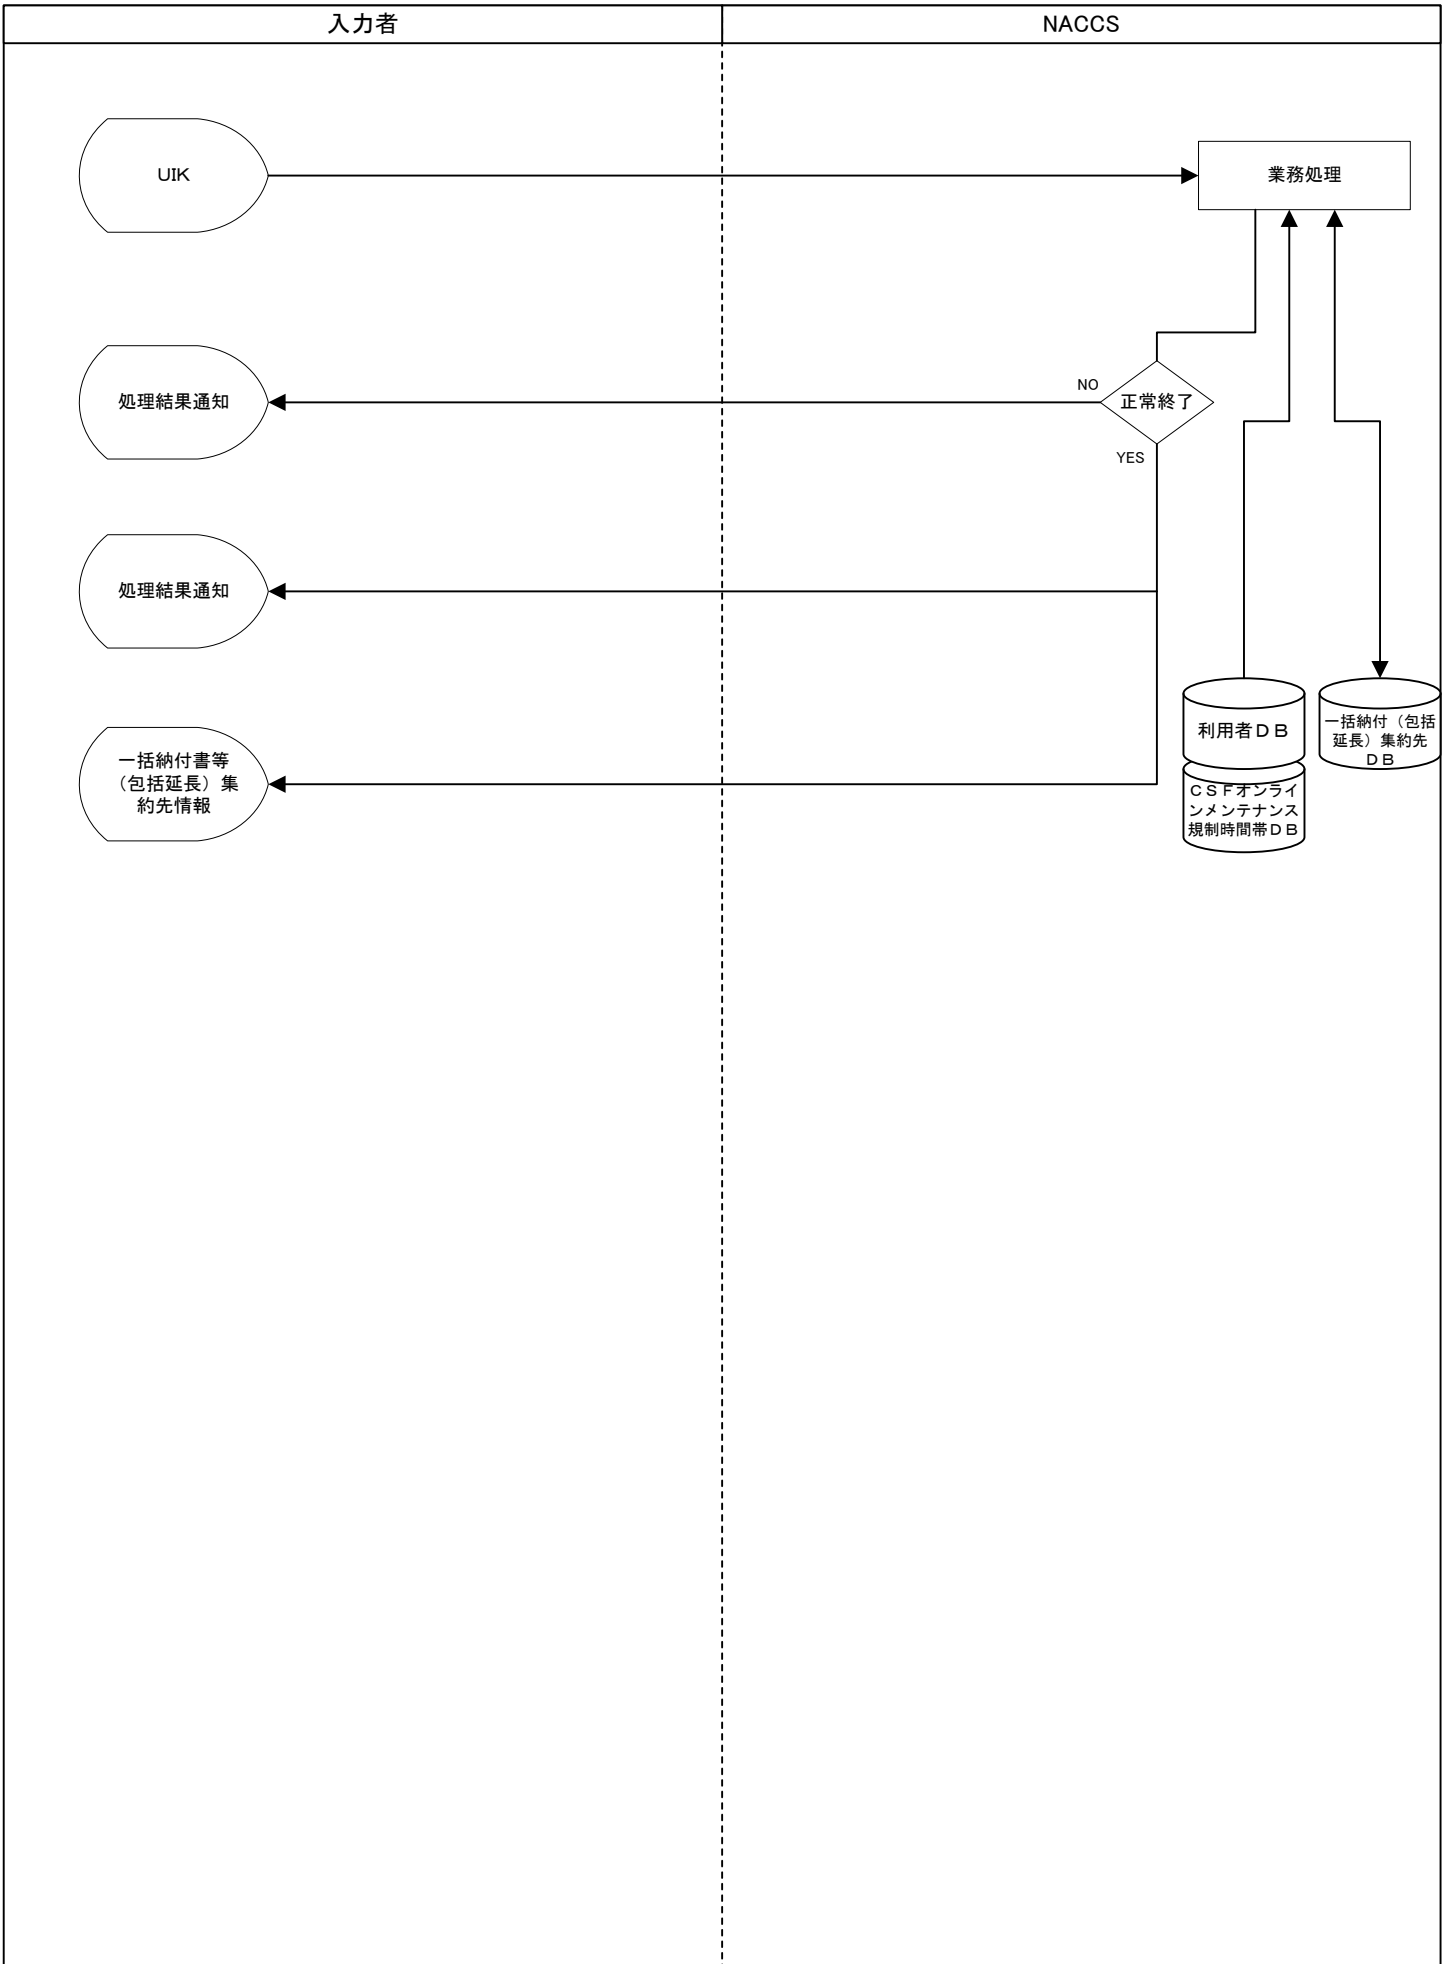 入力者
NACCS
UIK
業務処理
NO
正常終了
処理結果通知
YES
処理結果通知
利用者ＤＢ
一括納付（包括
延長）集約先
ＤＢ
一括納付書等
（包括延長）集
約先情報
ＣＳＦオンライ
ンメンテナンス
規制時間帯ＤＢ